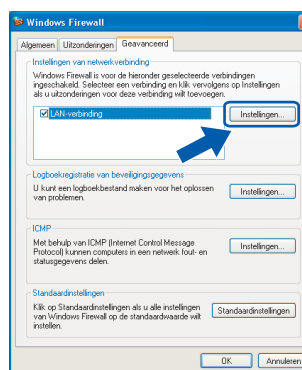 Windows Firewall
Algemeen Uitzonderingen Geavanceerd
Instellingen van netwerkverbinding
Windows Firewall is voor de hieronder geselecteerde verbindingen
ingeschakeld. Selecteer een verbinding en klik vervolgens op Instellingen
als u uitzonderingen voor deze verbinding wilt toevoegen.
LAN-verbinding
Instellingen...
Logboekregistratie van beveiligingsgegevens
U kunt een logboekbestand maken voor het oplossen
van problemen.
Instellingen...
ICMP
Met behulp van ICMP (Internet Control Message
Protocol) kunnen computers in een netwerk fout- en
statusgegevens delen.
Instellingen...
Standaardinstellingen
Klik op Standaardinstellingen als u alle instellingen
van Windows Firewall op de standaardwaarde wilt
instellen.
Standaardinstellingen
OK
Annuleren